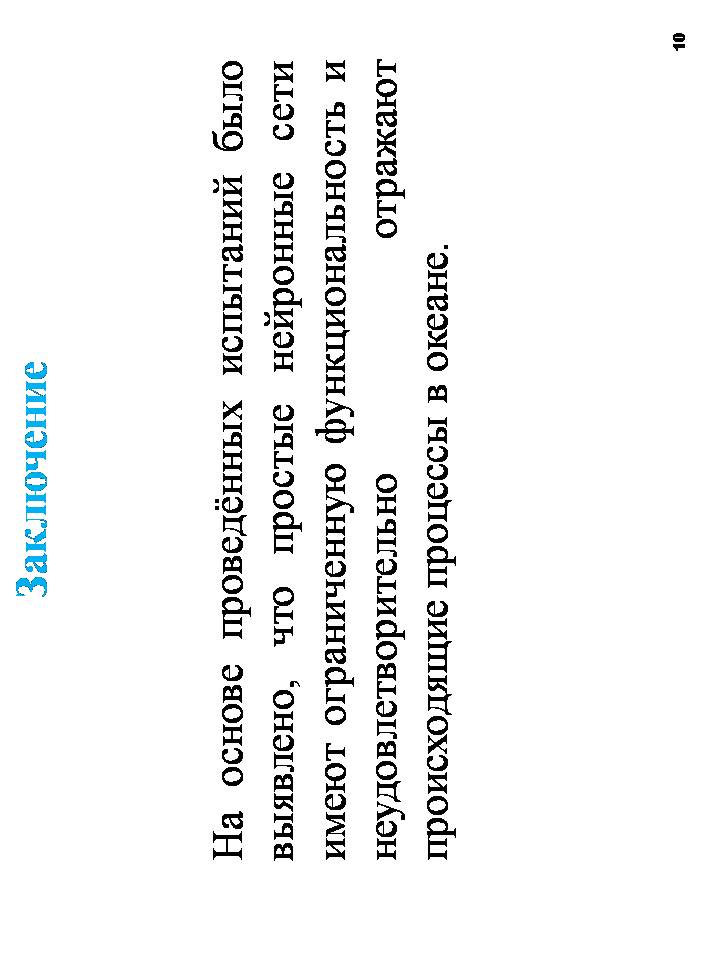 Заключение
На основе проведённых испытаний было
выявлено, что простые нейронные сети
имеют ограниченную функциональность и
неудовлетворительно отражают
происходящие процессы в океане.
10